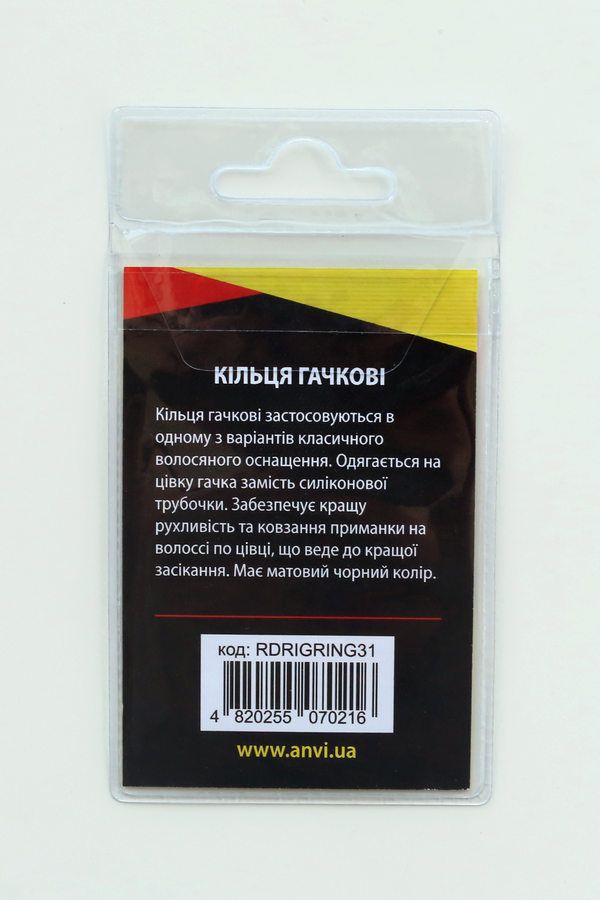 КІЛЬЦЯ ГАЧКОВІ
Кільця гачкові застосовуються в
одному з варіантів класичного
волосяного оснащення. Одягається на
цівку гачка замість силіконової
трубочки. Забезпечує кращу
рухливість та ковзання приманки на
волоссі по цівці, що веде до кращої
засікання. Має матовий чорний колір.
код: RDRIGRING31
4 820255 070216
www.anvi.ua